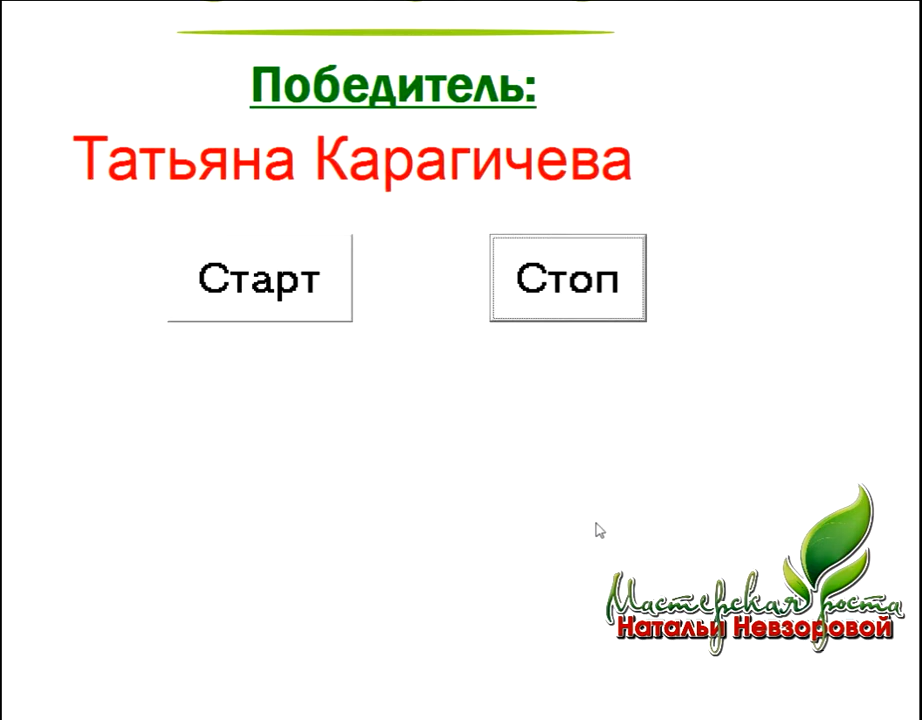 Победитель:
Татьяна Карагичева
Старт
Стоп
Мастерская роста
Натальи Невзоровой